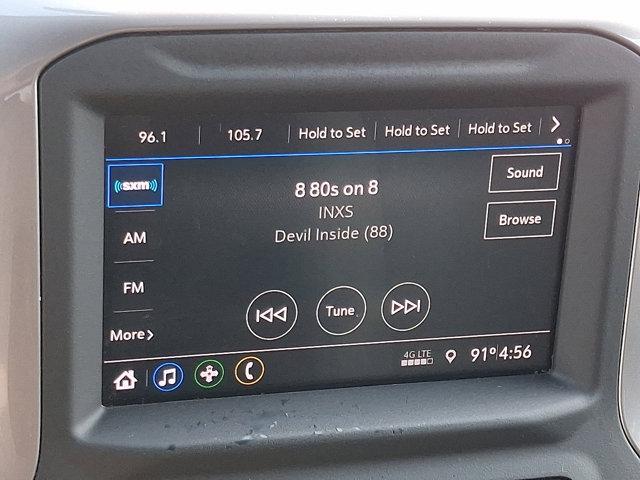 96.1 105.7 Hold to Set Hold to Set Hold to Set
sxm
8 80s on 8
Sound
INXS
AM
Devil Inside (88)
Browse
FM
Tune
More
4G LTE
91° 4:56